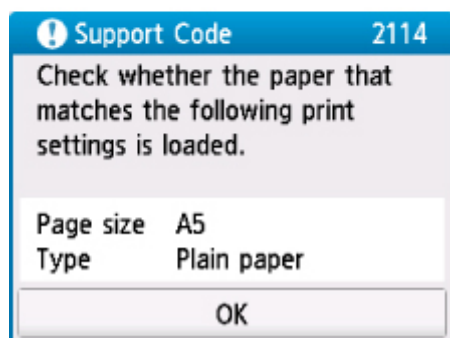 Support Code 2114
Check whether the paper that
matches the following print
settings is loaded.
Page size A5
Type Plain paper
OK